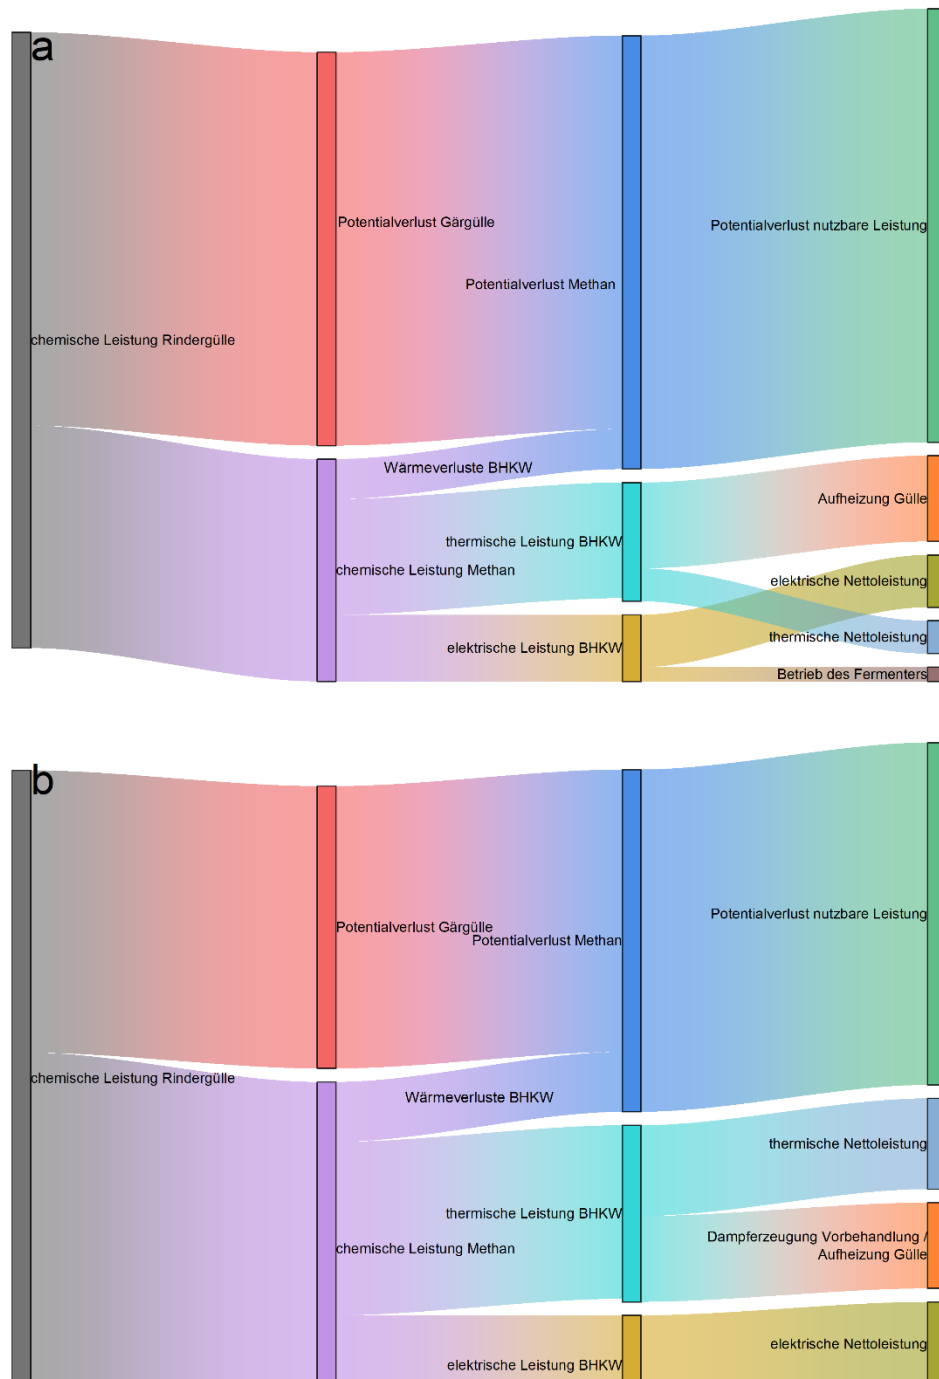 a
Potentialverlust Gärgülle
Potentialverlust nutzbare Leistung
Potentialverlust Methan
chemische Leistung Rindergülle
Wärmeverluste BHKW
Aufheizung Gülle
thermische Leistung BHKW
chemische Leistung Methan
elektrische Nettoleistung
thermische Nettoleistung
elektrische Leistung BHKW
Betrieb des Fermenters
b
Potentialverlust nutzbare Leistung
Potentialverlust Gärgülle
Potentialverlust Methan
chemische Leistung Rindergülle
Wärmeverluste BHKW
thermische Nettoleistung
thermische Leistung BHKW
Dampferzeugung Vorbehandlung /
Aufheizung Gülle
chemische Leistung Methan
elektrische Nettoleistung
elektrische Leistung BHKW